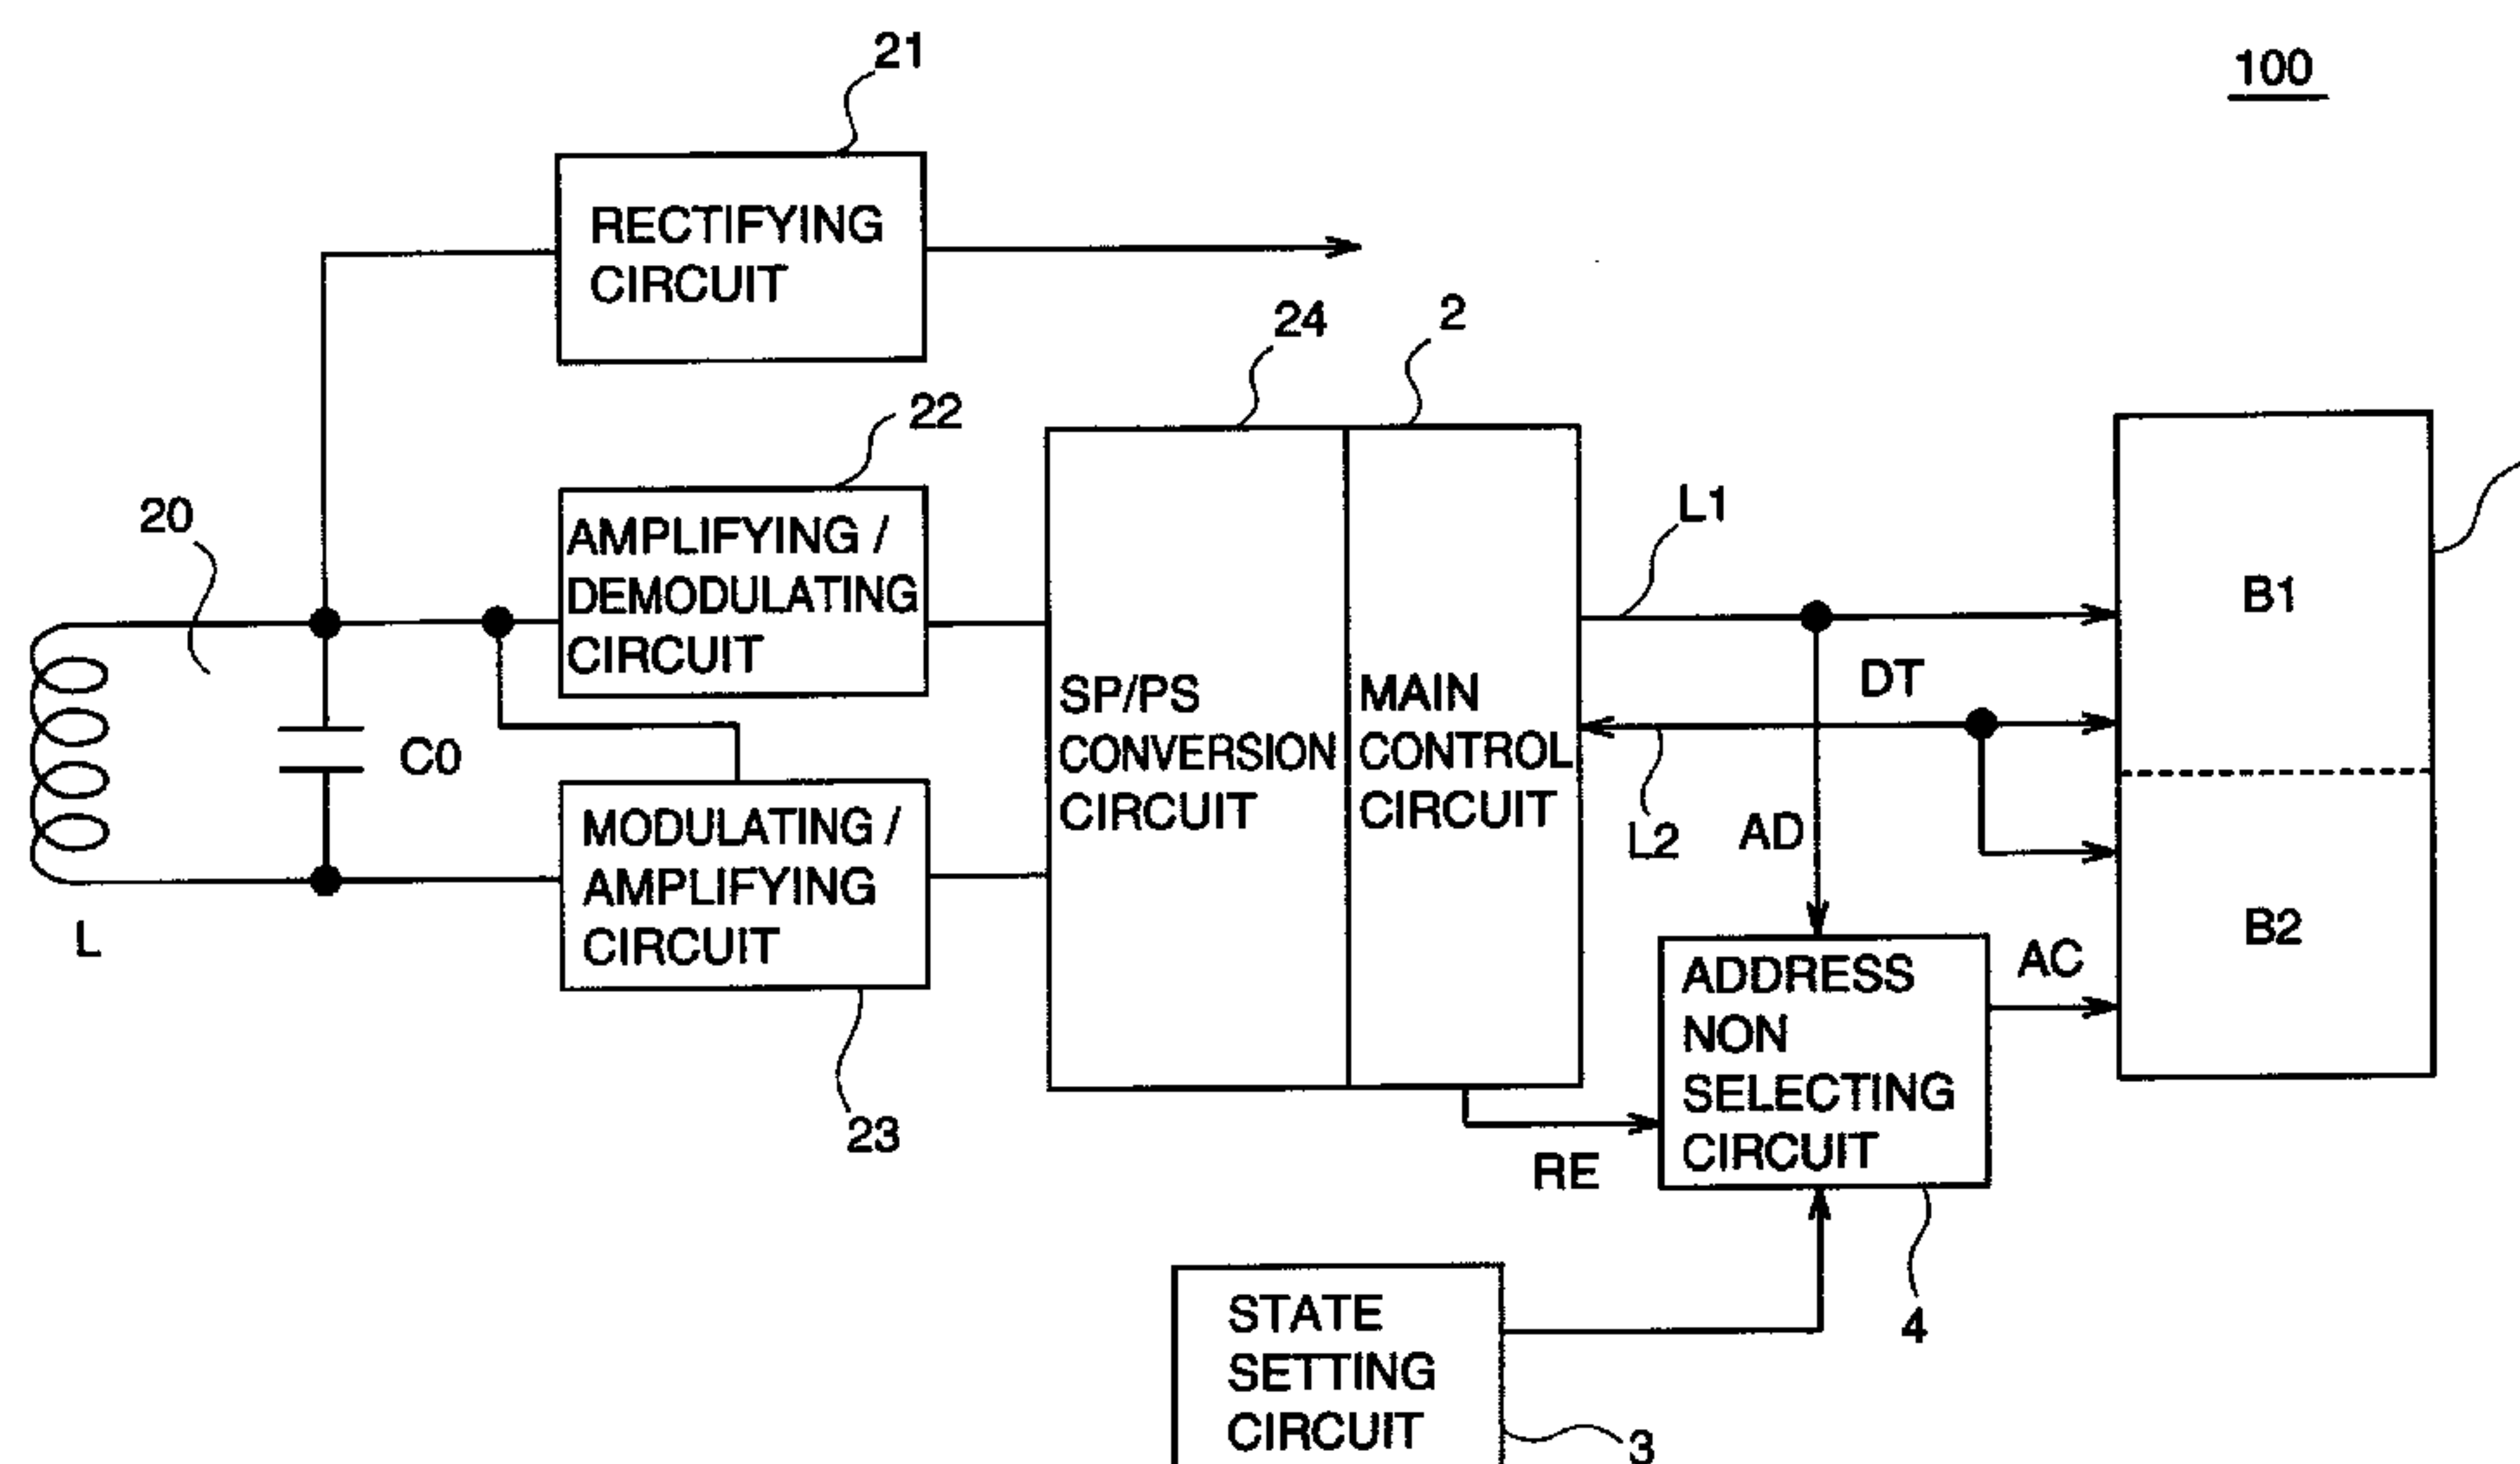 21
100
RECTIFYING
CIRCUIT
24
2
22
20
AMPLIFYING /
DEMODULATING
CIRCUIT
L1
B1
DT
SP/PS
CONVERSION
CIRCUIT
MAIN
CONTROL
CIRCUIT
C0
L2
AD
MODULATING /
AMPLIFYING
CIRCUIT
L
B2
AC
ADDRESS
NON
SELECTING
CIRCUIT
23
RE
4
STATE
SETTING
CIRCUIT
3